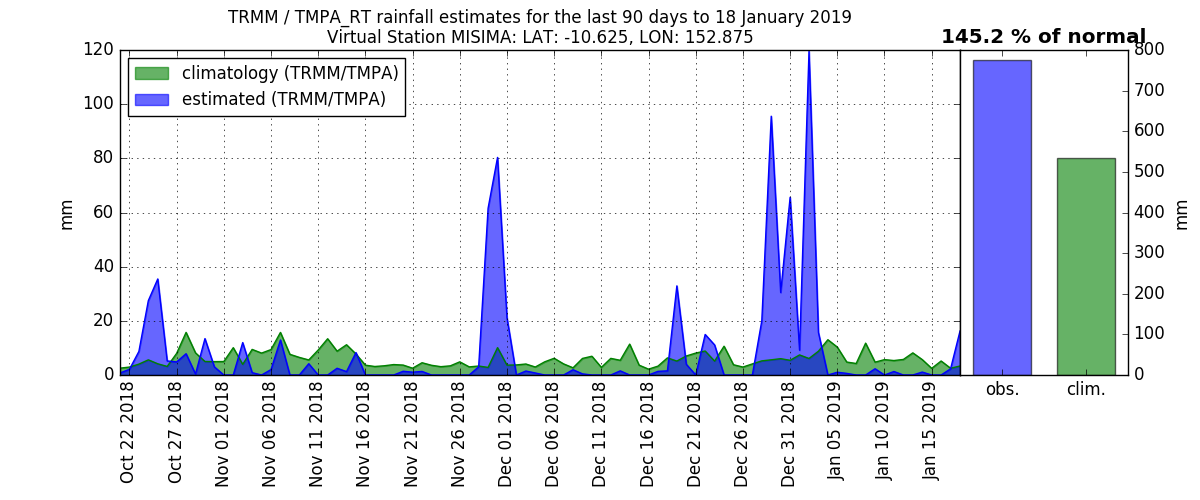 TRMM / TMPA_RT rainfall estimates for the last 90 days to 18 January 2019
Virtual Station MISIMA: LAT: -10.625, LON: 152.875
145.2 % of normal
climatology (TRMM/TMPA)
estimated (TRMM/TMPA)
mm
120
100
80
60
40
20
0
Oct 22 2018
Oct 27 2018
Nov 01 2018
Nov 06 2018
Nov 11 2018
Nov 16 2018
Nov 21 2018
Nov 26 2018
Dec 01 2018
Dec 06 2018
Dec 11 2018
Dec 16 2018
Dec 21 2018
Dec 26 2018
Dec 31 2018
Jan 05 2019
Jan 10 2019
Jan 15 2019
800
700
600
500
400
300
200
100
0
mm
obs.
clim.